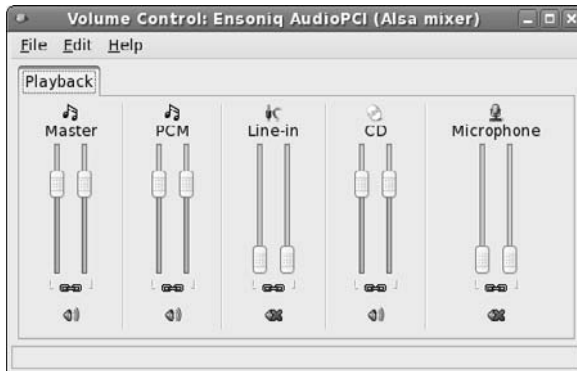 Volume Control: Ensoniq AudioPCI (Alsa mixer)
File Edit Help
Playback
Master PCM Line-in CD Microphone